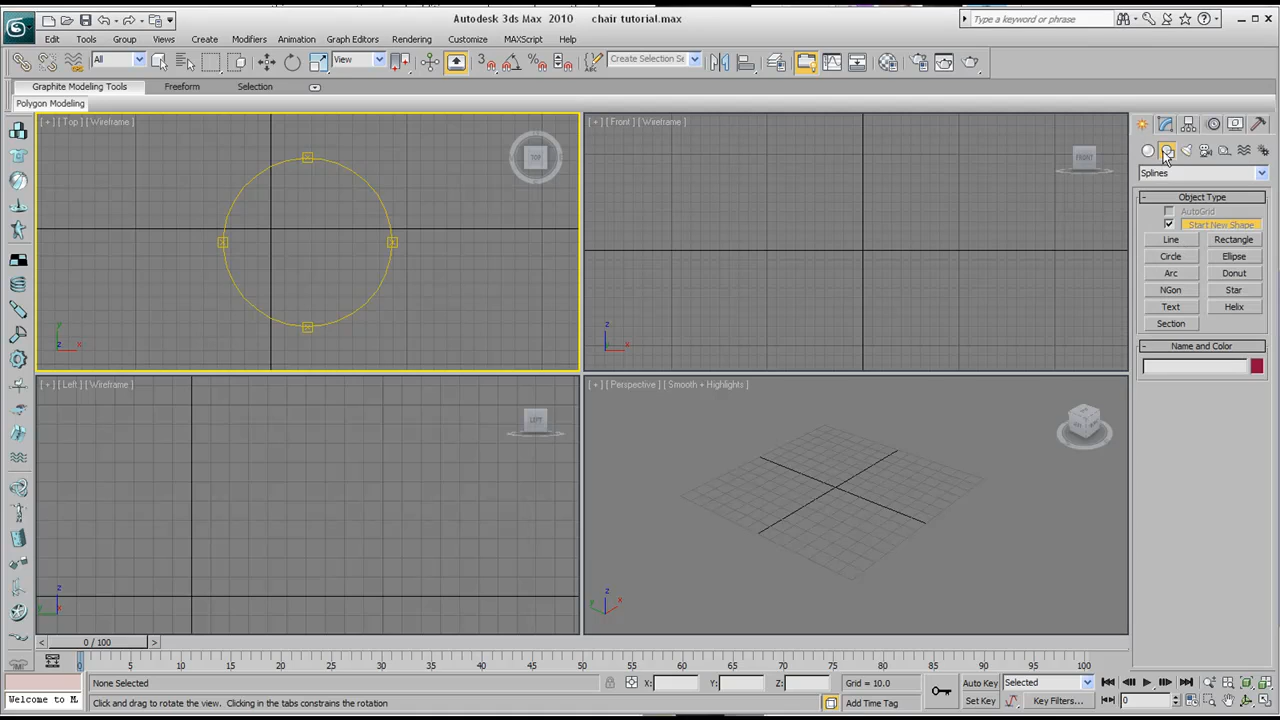 Autodesk 3ds Max 2010 chair tutorial.max
Type a keyword or phrase
Edit Tools Group Views Create Modifiers Animation Graph Editors Rendering Customize MAXScript Help
All
View
3
Create Selection Se
Graphite Modeling Tools Freeform Selection
Polygon Modeling
[ + ] [ Top ] [ Wireframe ]
TOP
[ + ] [ Front ] [ Wireframe ]
FRONT
Splines
- Object Type
AutoGrid
Start New Shape
Line Rectangle
Circle Ellipse
Arc Donut
NGon Star
Text Helix
Section
- Name and Color
y
z x
z
x
[ + ] [ Left ] [ Wireframe ]
LEFT
[ + ] [ Perspective ] [ Smooth + Highlights ]
z
y x
z
y x
< 0 / 100 >
0 5 10 15 20 25 30 35 40 45 50 55 60 65 70 75 80 85 90 95 100
None Selected X: Y: Z: Grid = 10.0 Auto Key Selected
Welcome to M. Click and drag to rotate the view. Clicking in the tabs constrains the rotation Add Time Tag Set Key Key Filters... 0